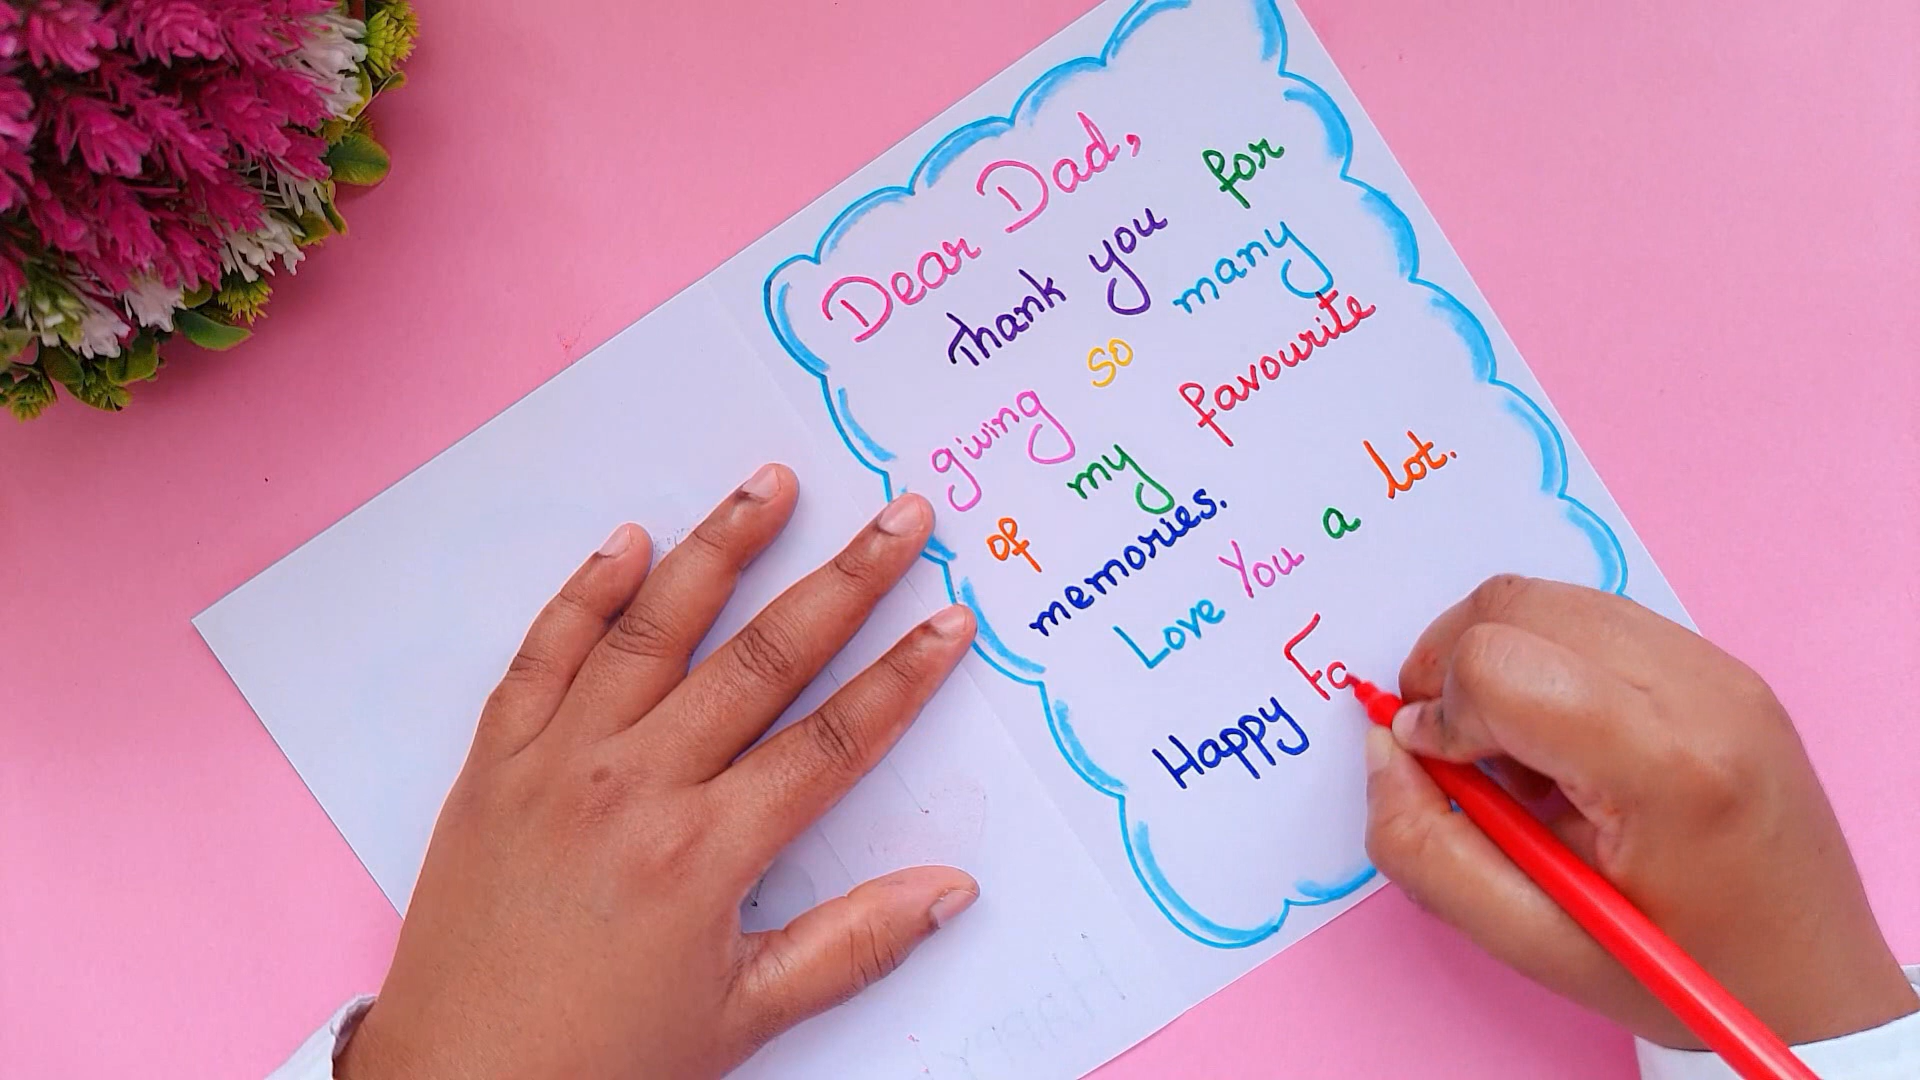 Dear Dad,
Thank you for
giving so many
of my favourite
memories.
Love You a lot.
Happy Fa